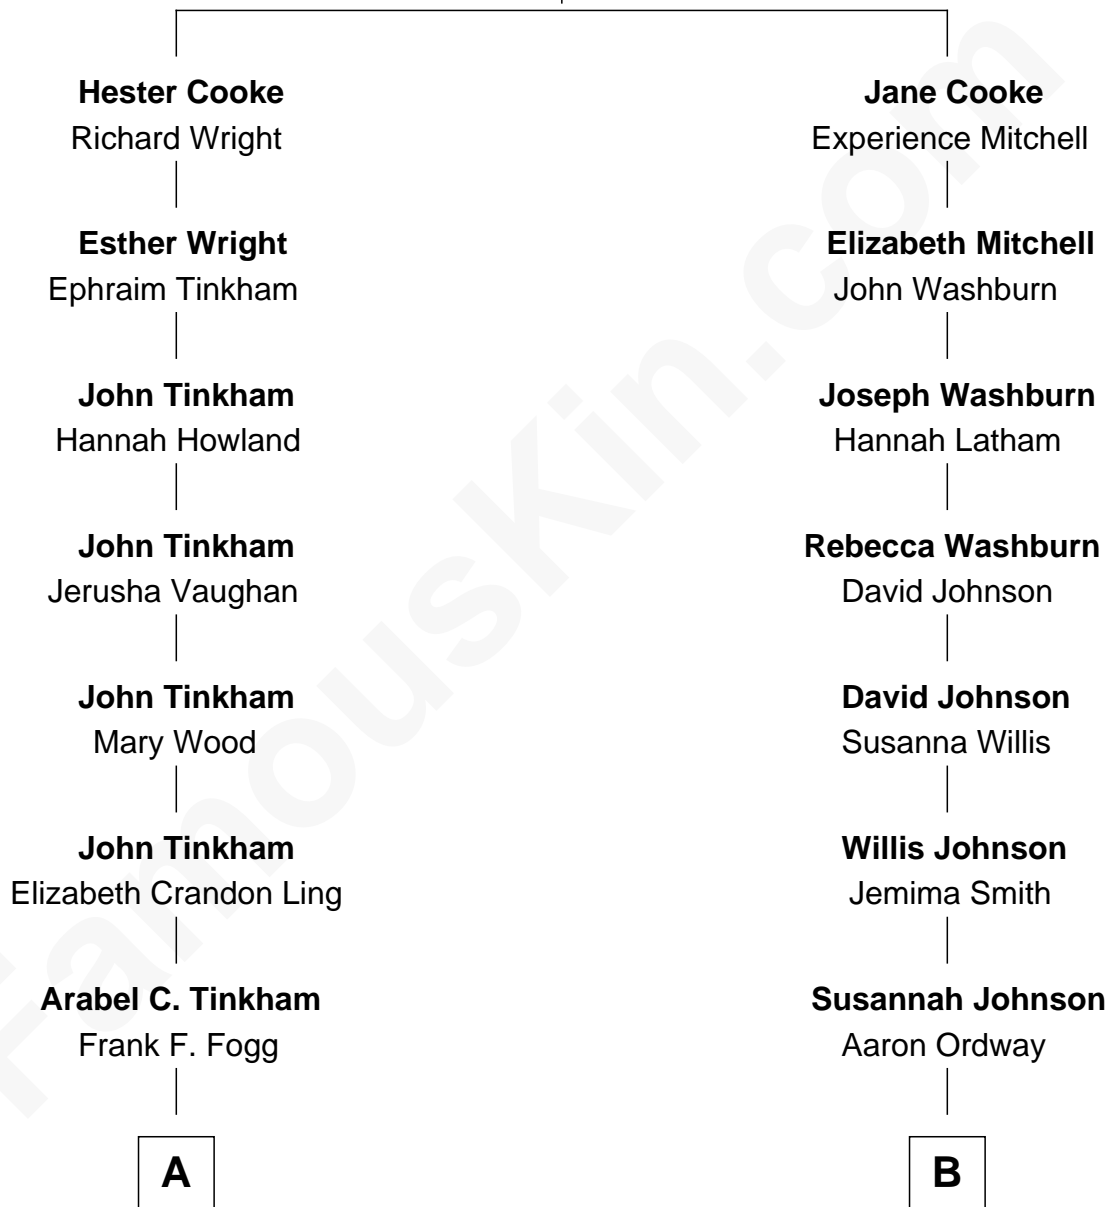 Hester Cooke
Richard Wright
Jane Cooke
Experience Mitchell
Esther Wright
Ephraim Tinkham
Elizabeth Mitchell
John Washburn
John Tinkham
Hannah Howland
Joseph Washburn
Hannah Latham
John Tinkham
Jerusha Vaughan
Rebecca Washburn
David Johnson
John Tinkham
Mary Wood
David Johnson
Susanna Willis
John Tinkham
Elizabeth Crandon Ling
Willis Johnson
Jemima Smith
Arabel C. Tinkham
Frank F. Fogg
Susannah Johnson
Aaron Ordway
A
B
FamousKin.com